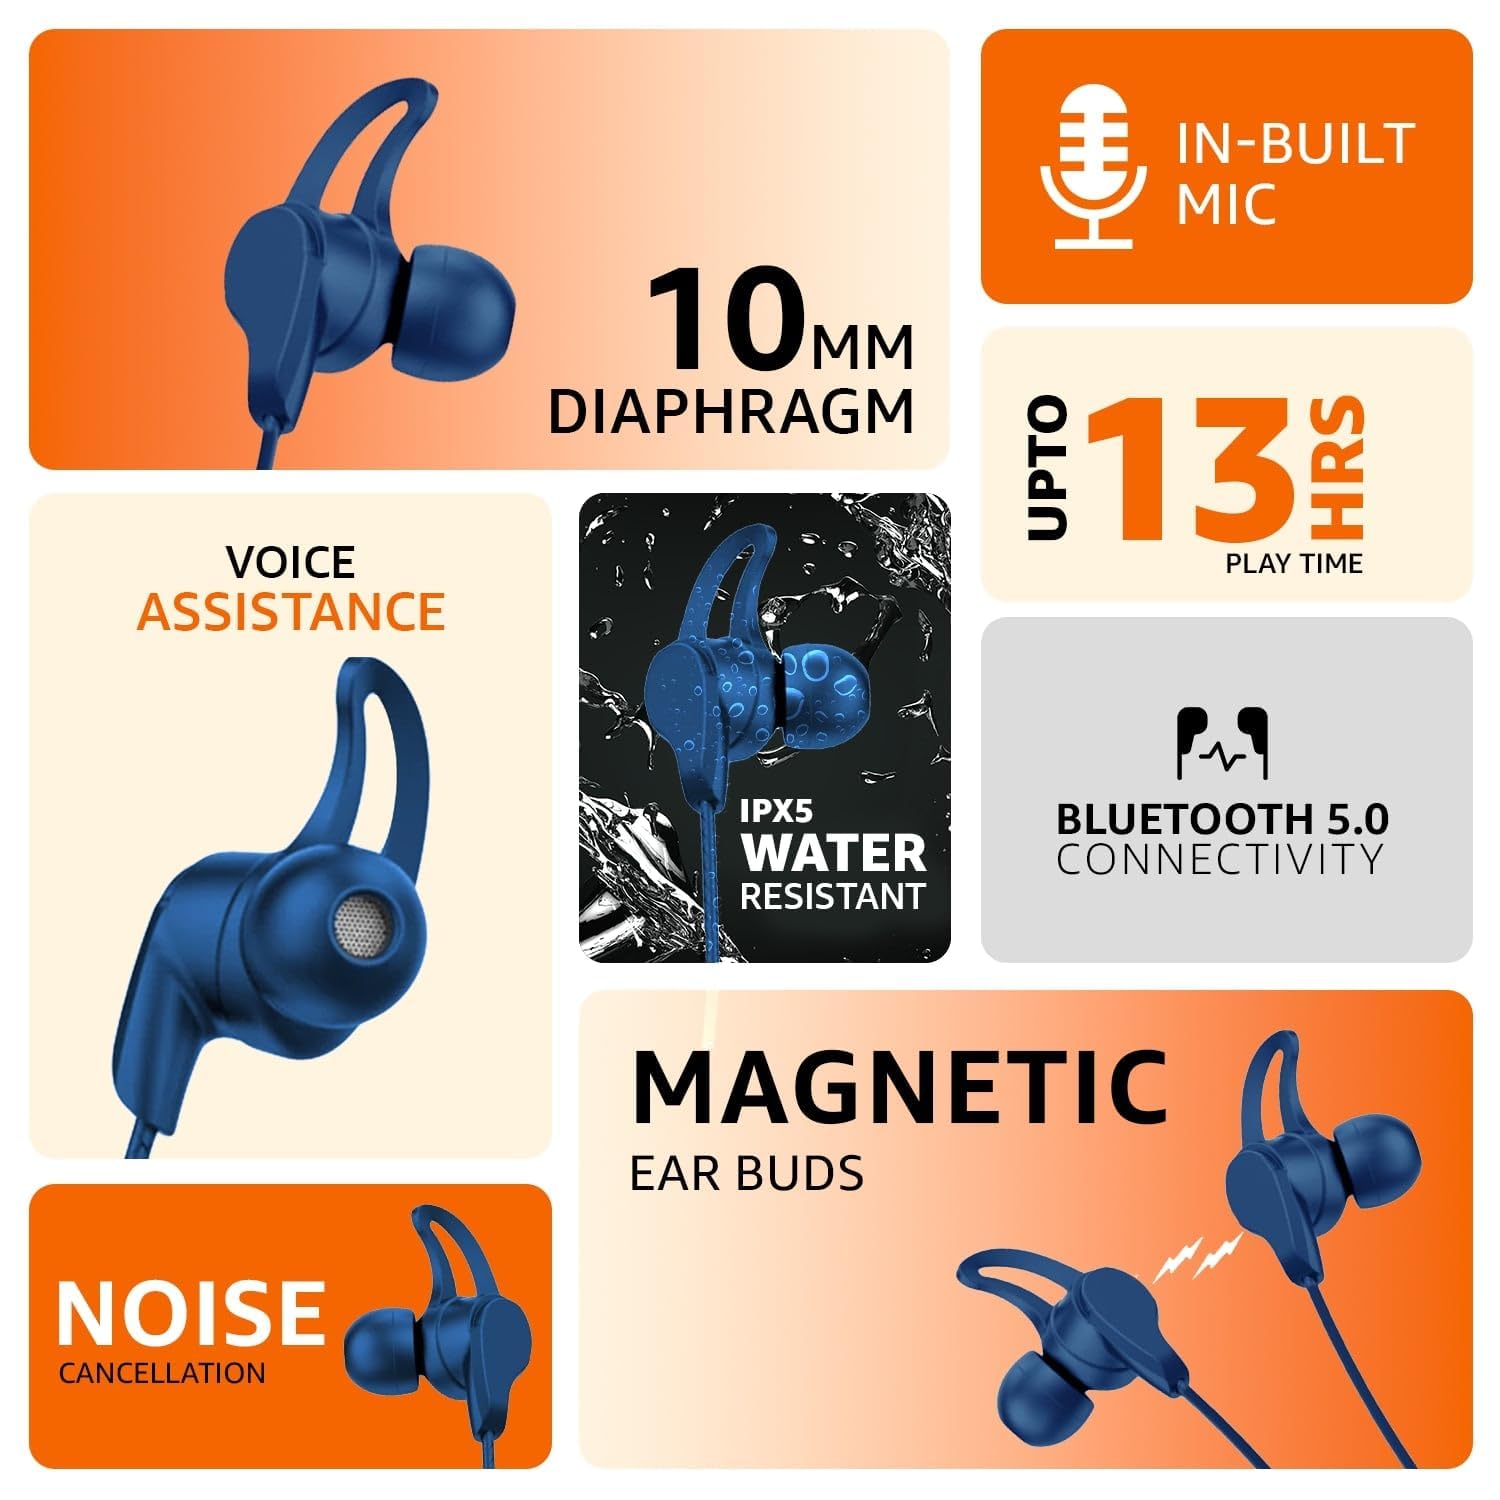 10MM
DIAPHRAGM
IN-BUILT
MIC
UPTO
13
HRS
PLAY TIME
VOICE
ASSISTANCE
IPX5
WATER
RESISTANT
BLUETOOTH 5.0
CONNECTIVITY
MAGNETIC
EAR BUDS
NOISE
CANCELLATION